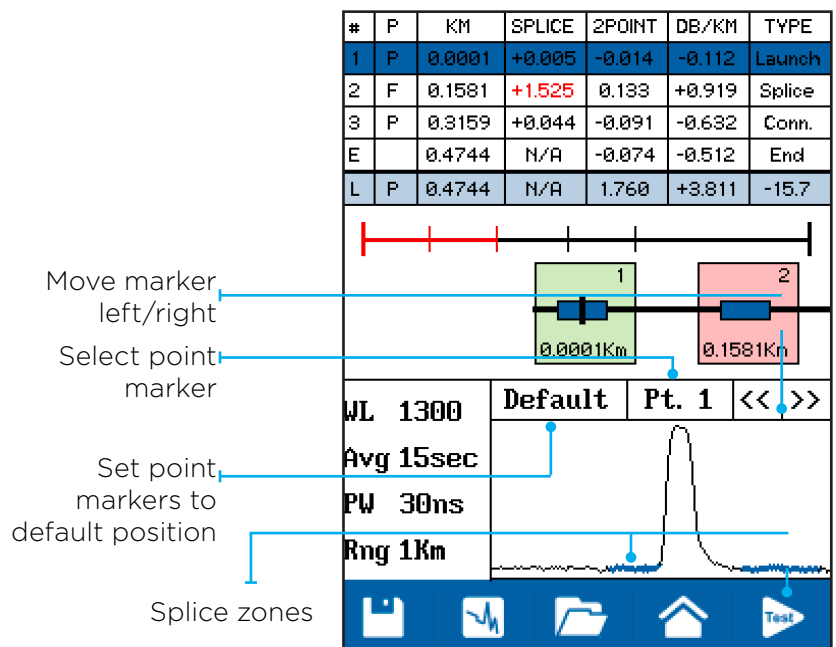 # P KM SPLICE 2POINT DB/KM TYPE
1 P 0.0001 +0.005 -0.014 -0.112 Launch
2 F 0.1581 +1.525 0.133 +0.919 Splice
3 P 0.3159 +0.044 -0.091 -0.632 Conn.
E 0.4744 N/A -0.074 -0.512 End
L P 0.4744 N/A 1.760 +3.811 -15.7
1 2
0.0001Km 0.1581Km
Move marker
left/right
Select point
marker
Default Pt. 1 << >>
WL 1300
Avg 15sec
PW 30ns
Rng 1Km
Set point
markers to
default position
Splice zones
Test